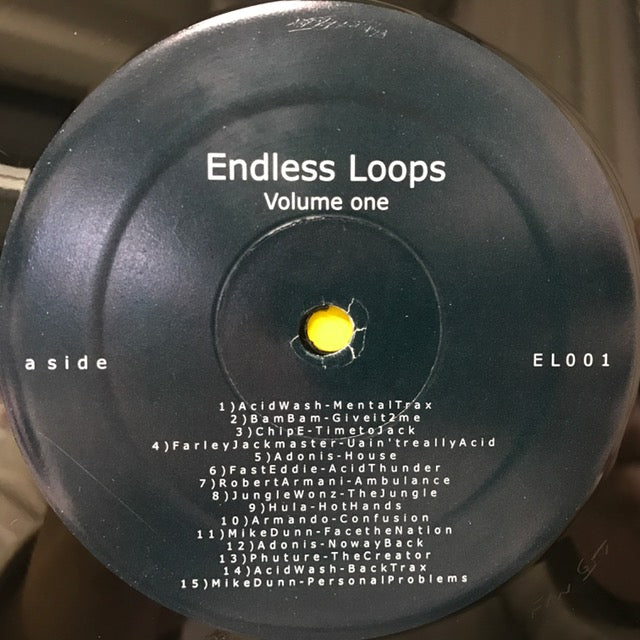 Endless Loops
Volume one
a side
EL001
1)AcidWash-MentalTrax
2)BamBam-Giveit2me
3)ChipE-TimetoJack
4)FarleyJackmaster-Uain'treallyAcid
5)Adonis-House
6)FastEddie-AcidThunder
7)RobertArmani-Ambulance
8)JungleWonz-TheJungle
9)Hula-HotHands
10)Armando-Confusion
11)MikeDunn-FacetheNation
12)Adonis-NowayBack
13)Phuture-TheCreator
14)AcidWash-BackTrax
15)MikeDunn-PersonalProblems